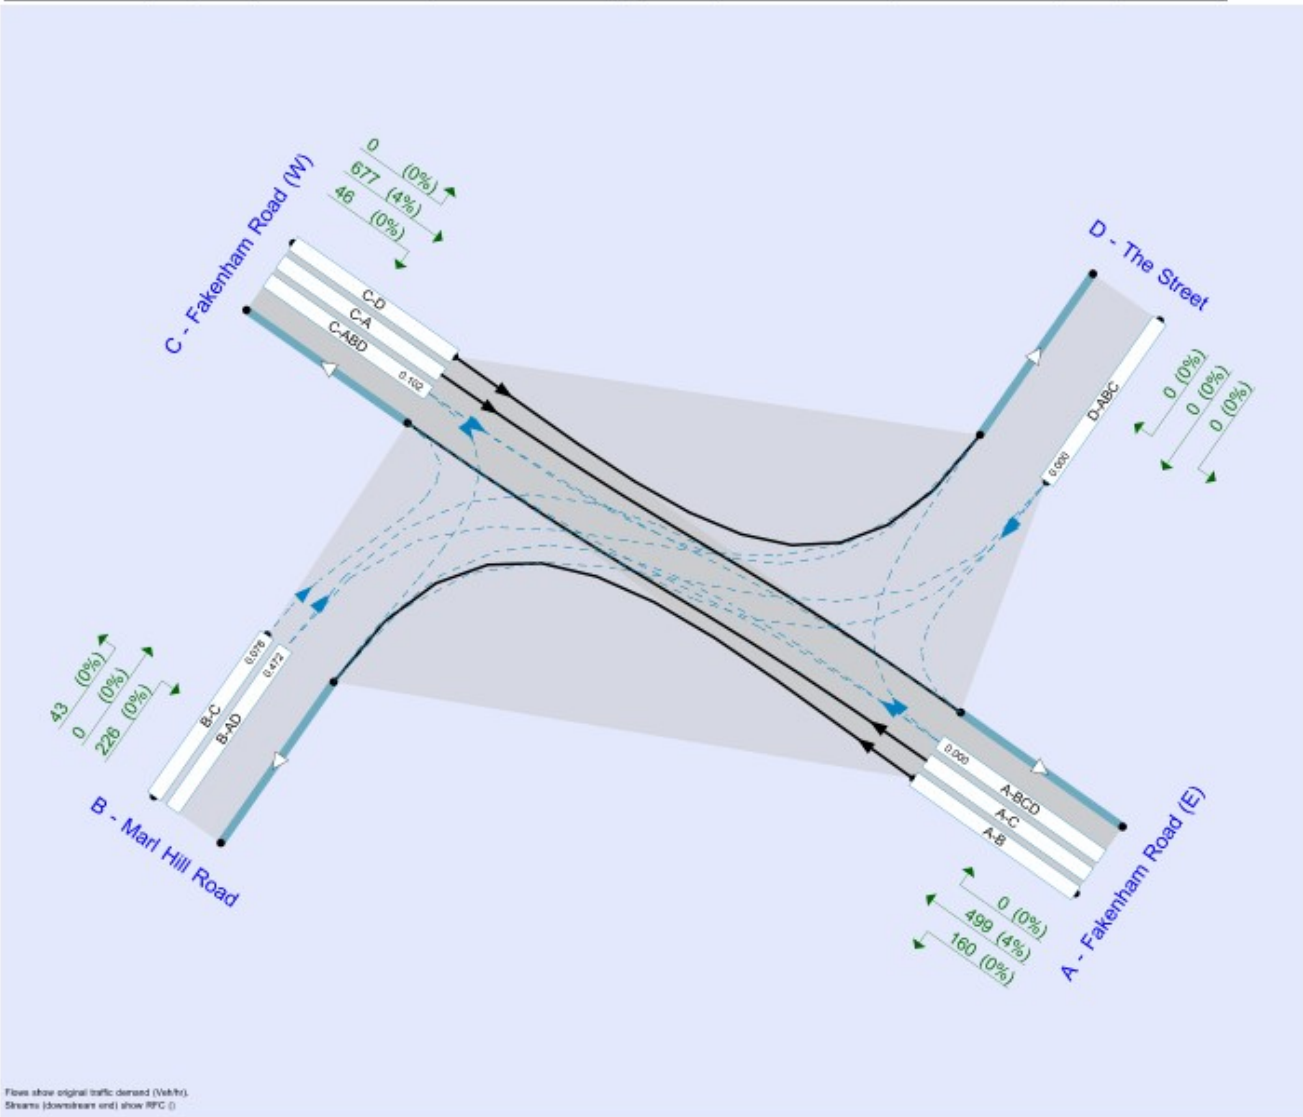 0 (0%)
677 (4%)
46 (0%)
C - Fakenham Road (W)
C-D
C-A
C-ABD
0.102
D - The Street
D-ABC
0.000
0 (0%)
0 (0%)
0 (0%)
43 (0%)
0 (0%)
226 (0%)
0.076
0.472
B-C
B-AD
B - Marl Hill Road
0.000
A-BCD
A-C
A-B
A - Fakenham Road (E)
0 (0%)
499 (4%)
160 (0%)
Flows show original traffic demand (Veh/hr).
Streams (downstream end) show RFC ()